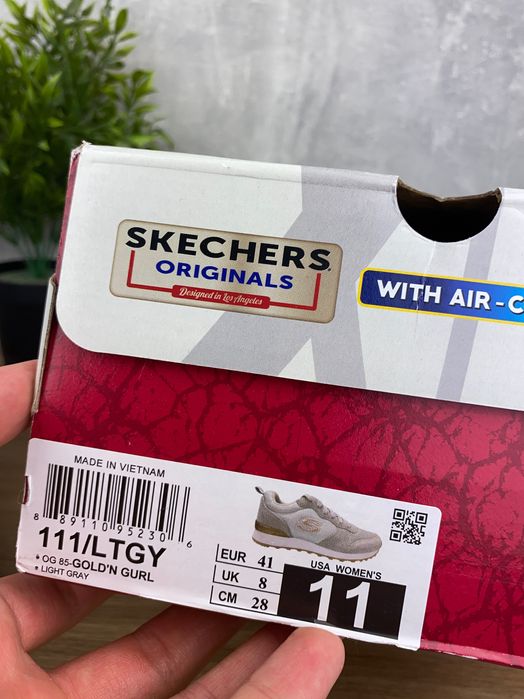 SKECHERS
ORIGINALS
Designed in Los Angeles
WITH AIR-C
MADE IN VIETNAM
8 89110 95230 6
111/LTGY
• OG 85-GOLD'N GURL
• LIGHT GRAY
EUR 41
UK 8
CM 28
USA WOMEN'S
11